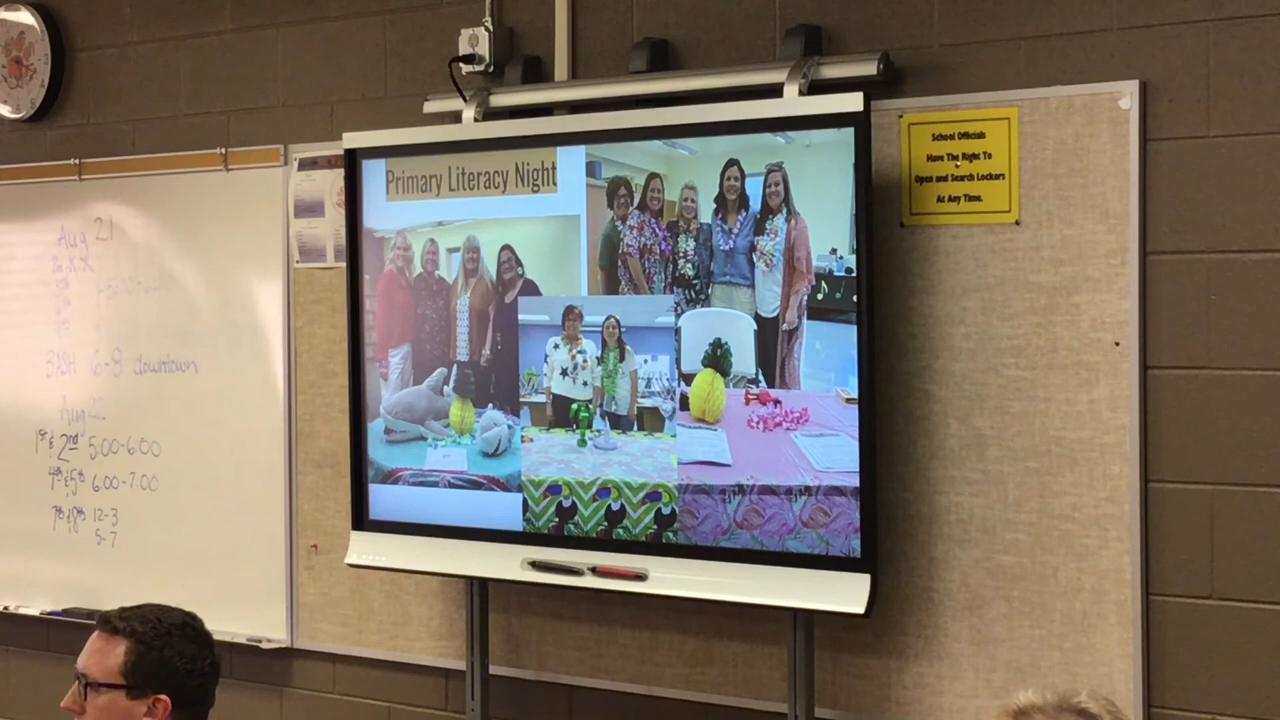 Aug 21
BASH 6-8 downtown
Aug 22
1st & 2nd 5:00-6:00
4th & 5th 6:00-7:00
7th & 8th 12-3
5-7
Primary Literacy Night
School Officials
Have The Right To
Open and Search Lockers
At Any Time.